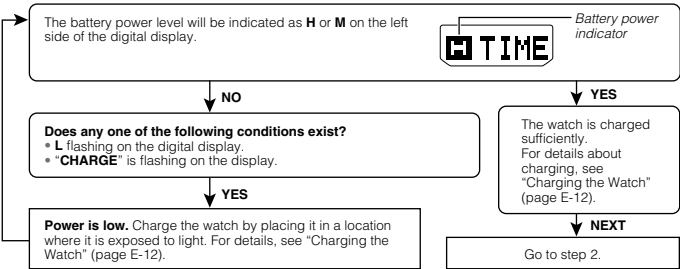 The battery power level will be indicated as H or M on the left
side of the digital display.
H TIME
Battery power
indicator
NO
YES
Does any one of the following conditions exist?
• L flashing on the digital display.
• “CHARGE” is flashing on the display.
The watch is charged
sufficiently.
For details about
charging, see
“Charging the Watch”
(page E-12).
YES
NEXT
Power is low. Charge the watch by placing it in a location
where it is exposed to light. For details, see “Charging the
Watch” (page E-12).
Go to step 2.